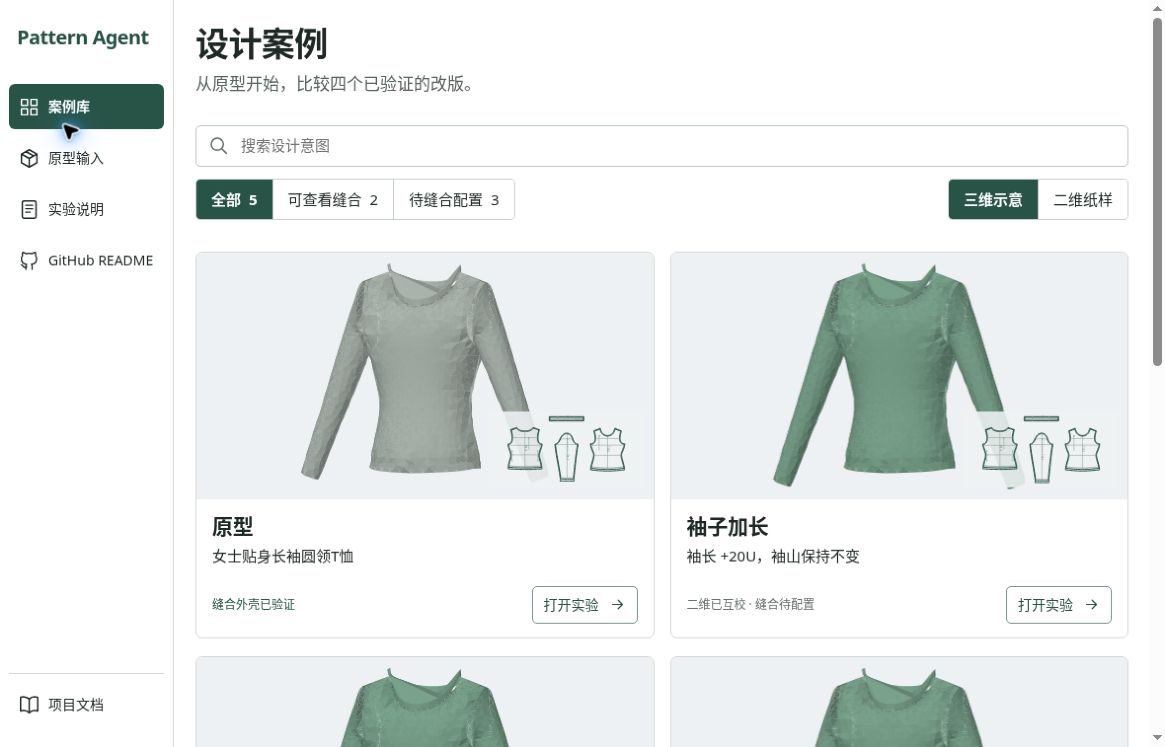 Pattern Agent
案例库
原型输入
实验说明
GitHub README
项目文档
设计案例
从原型开始，比较四个已验证的改版。
搜索设计意图
全部 5
可查看缝合 2
待缝合配置 3
三维示意
二维纸样
原型
女士贴身长袖圆领T恤
缝合外壳已验证
打开实验 →
袖子加长
袖长 +20U，袖山保持不变
二维已互校 · 缝合待配置
打开实验 →